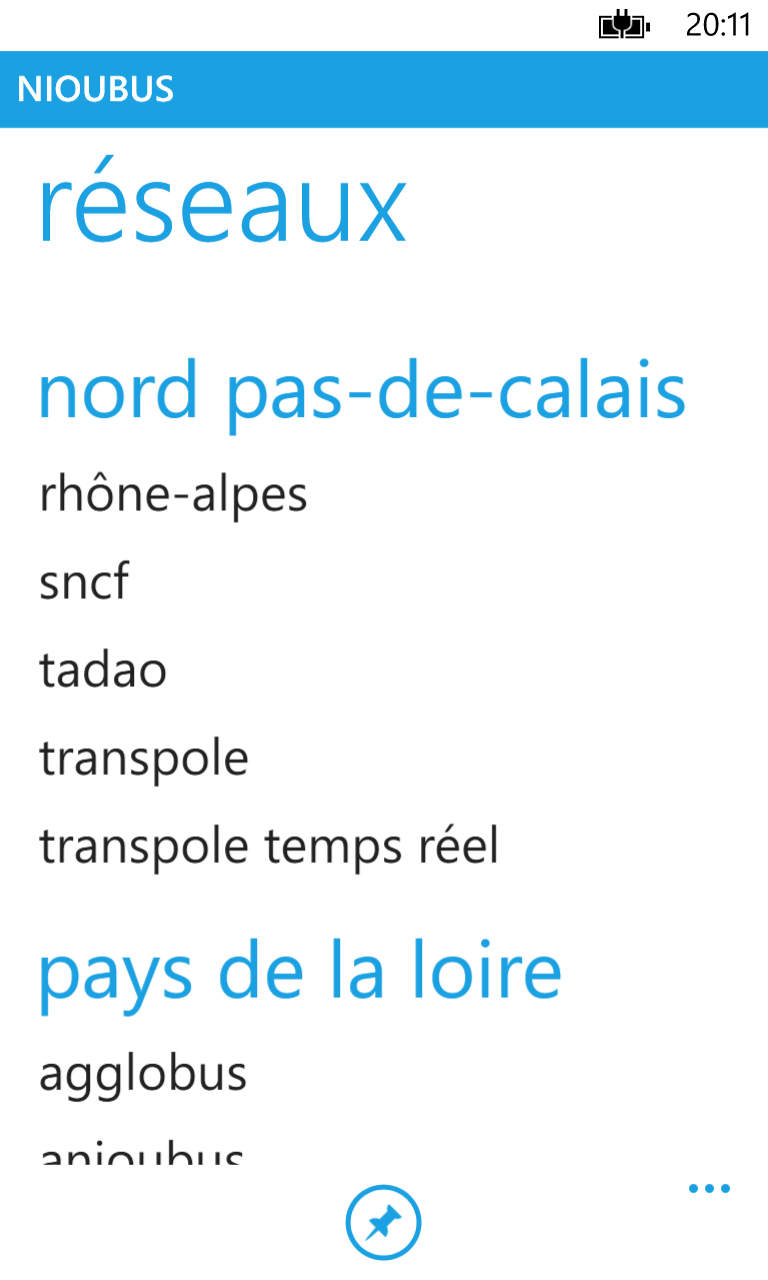 20:11
NIOUBUS
réseaux
nord pas-de-calais
rhône-alpes
sncf
tadao
transpole
transpole temps réel
pays de la loire
agglobus
anjoubus